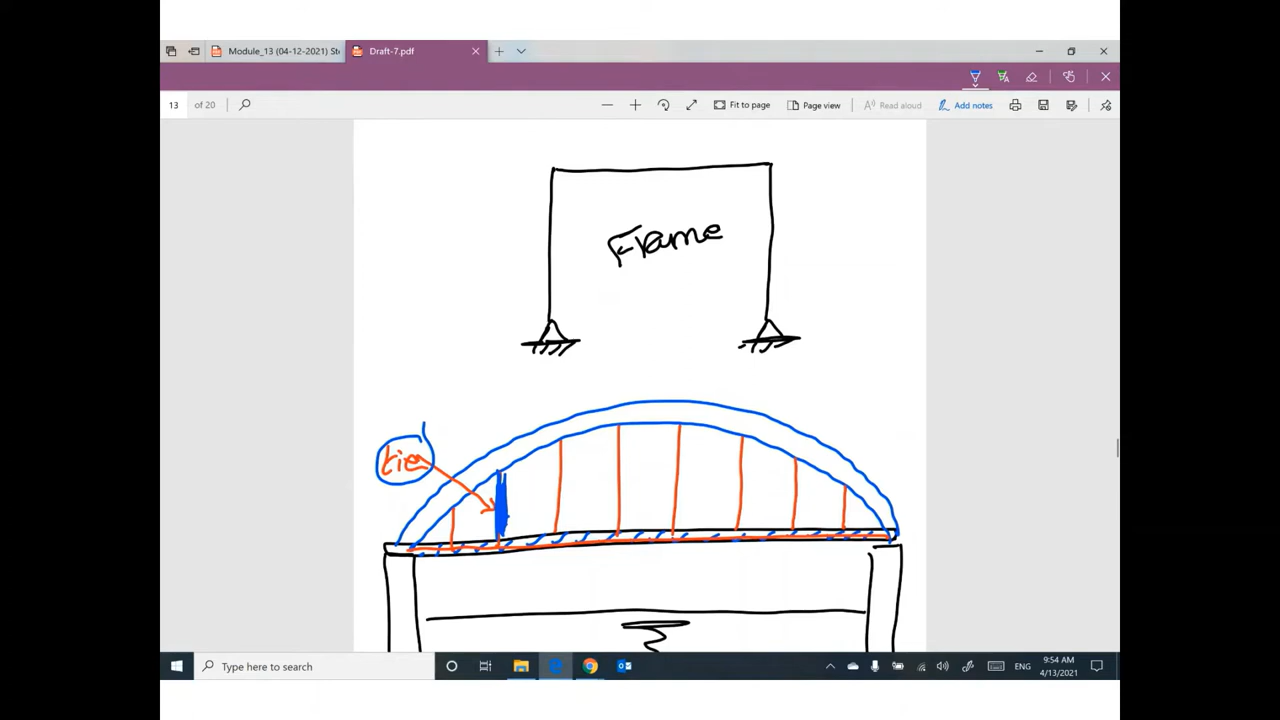 Module_13 (04-12-2021) Ste
Draft-7.pdf
13 of 20
Fit to page
Page view
A Read aloud
Add notes
Frame
tie
Type here to search
ENG
9:54 AM
4/13/2021